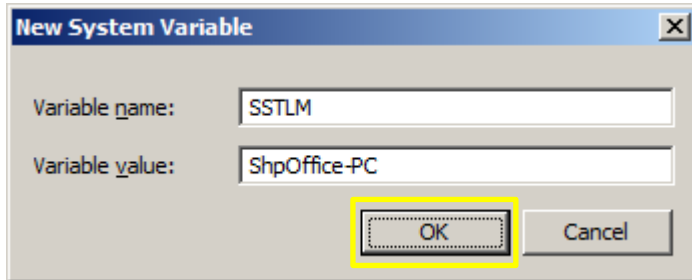 New System Variable
Variable name: SSTLM
Variable value: ShpOffice-PC
OK Cancel